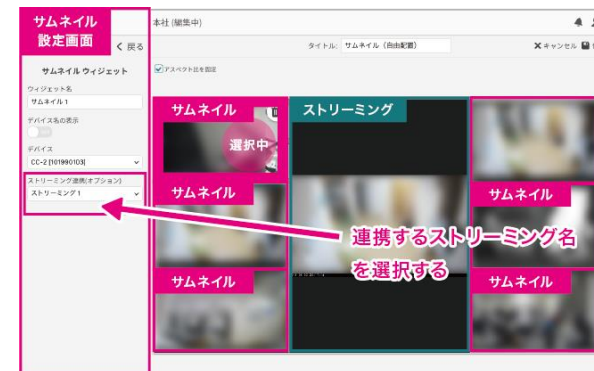 サムネイル
設定画面
本社 (編集中)
く 戻る
タイトル: サムネイル（自由配置）
✕キャンセル
サムネイル ウィジェット
アスペクト比を固定
ウィジェット名
サムネイル 1
デバイス名の表示
デバイス
CC-2 [101990103]
ストリーミング連携(オプション)
ストリーミング 1
サムネイル
ストリーミング
選択中
サムネイル
サムネイル
連携するストリーミング名
を選択する
サムネイル
サムネイル